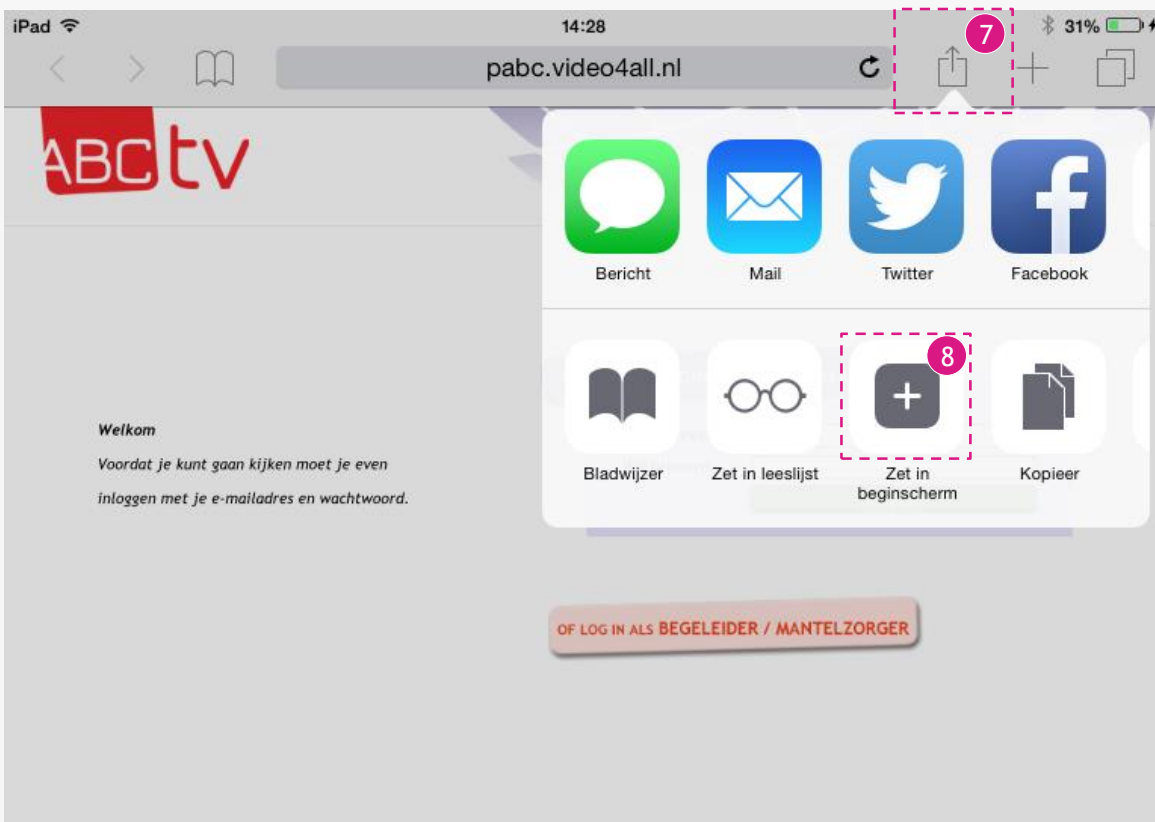 iPad 14:28 31%
7
pabc.video4all.nl
ABCtv
Bericht Mail Twitter Facebook
8
Bladwijzer Zet in leeslijst Zet in Kopieer
beginscherm
Welkom
Voordat je kunt gaan kijken moet je even
inloggen met je e-mailadres en wachtwoord.
OF LOG IN ALS BEGELEIDER / MANTELZORGER